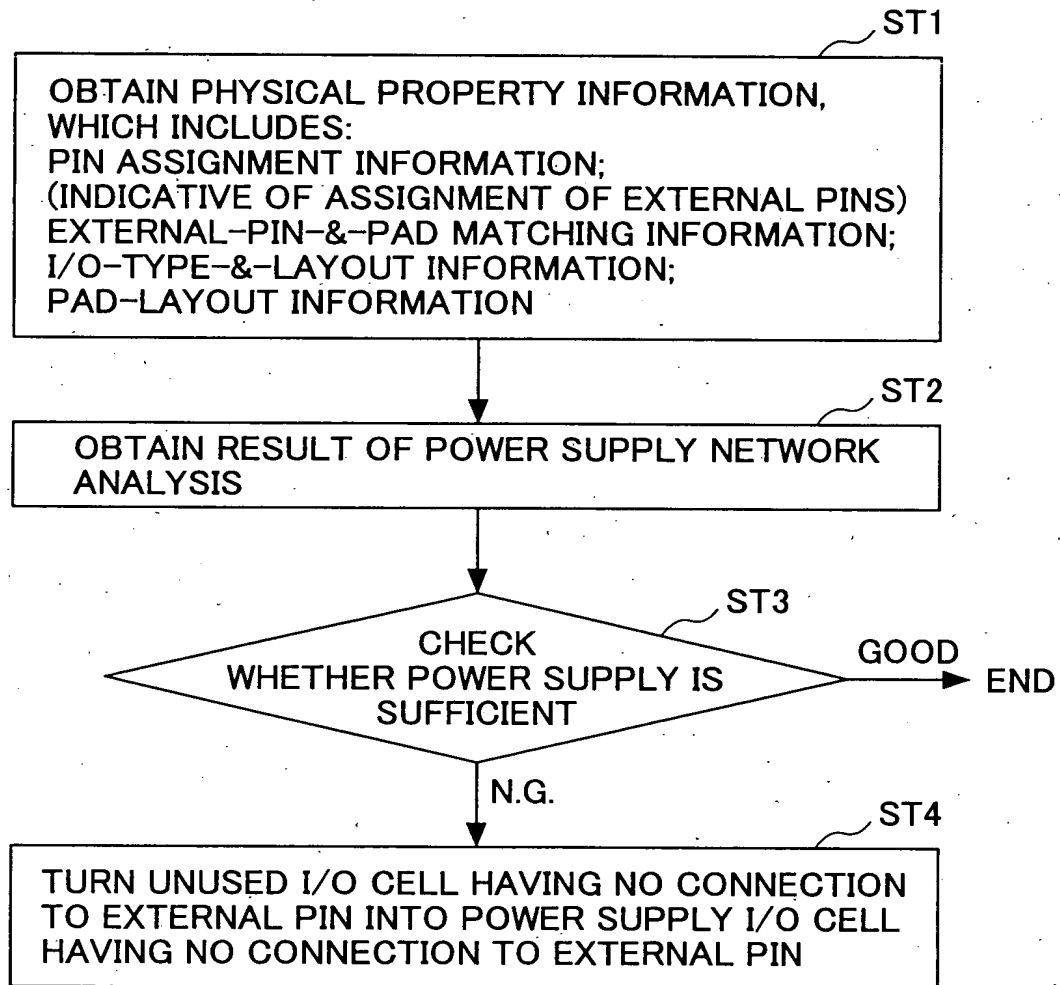 ST1
OBTAIN PHYSICAL PROPERTY INFORMATION,
WHICH INCLUDES:
PIN ASSIGNMENT INFORMATION;
(INDICATIVE OF ASSIGNMENT OF EXTERNAL PINS)
EXTERNAL-PIN-&-PAD MATCHING INFORMATION;
I/O-TYPE-&-LAYOUT INFORMATION;
PAD-LAYOUT INFORMATION
ST2
OBTAIN RESULT OF POWER SUPPLY NETWORK
ANALYSIS
ST3
CHECK
WHETHER POWER SUPPLY IS
SUFFICIENT
GOOD
END
N.G.
ST4
TURN UNUSED I/O CELL HAVING NO CONNECTION
TO EXTERNAL PIN INTO POWER SUPPLY I/O CELL
HAVING NO CONNECTION TO EXTERNAL PIN